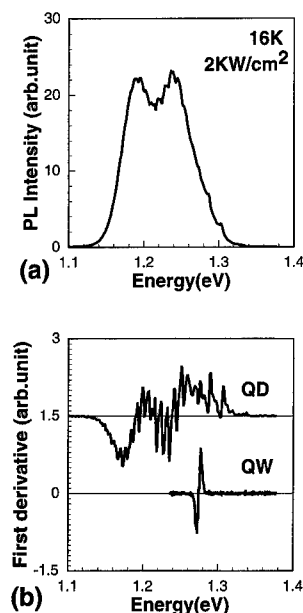 16K
2KW/cm²
PL Intensity (arb.unit)
30
20
10
0
1.1 1.2 1.3 1.4
Energy(eV)
(a)
First derivative (arb.unit)
3
1.5
0
-1.5
QD
QW
1.1 1.2 1.3 1.4
Energy(eV)
(b)